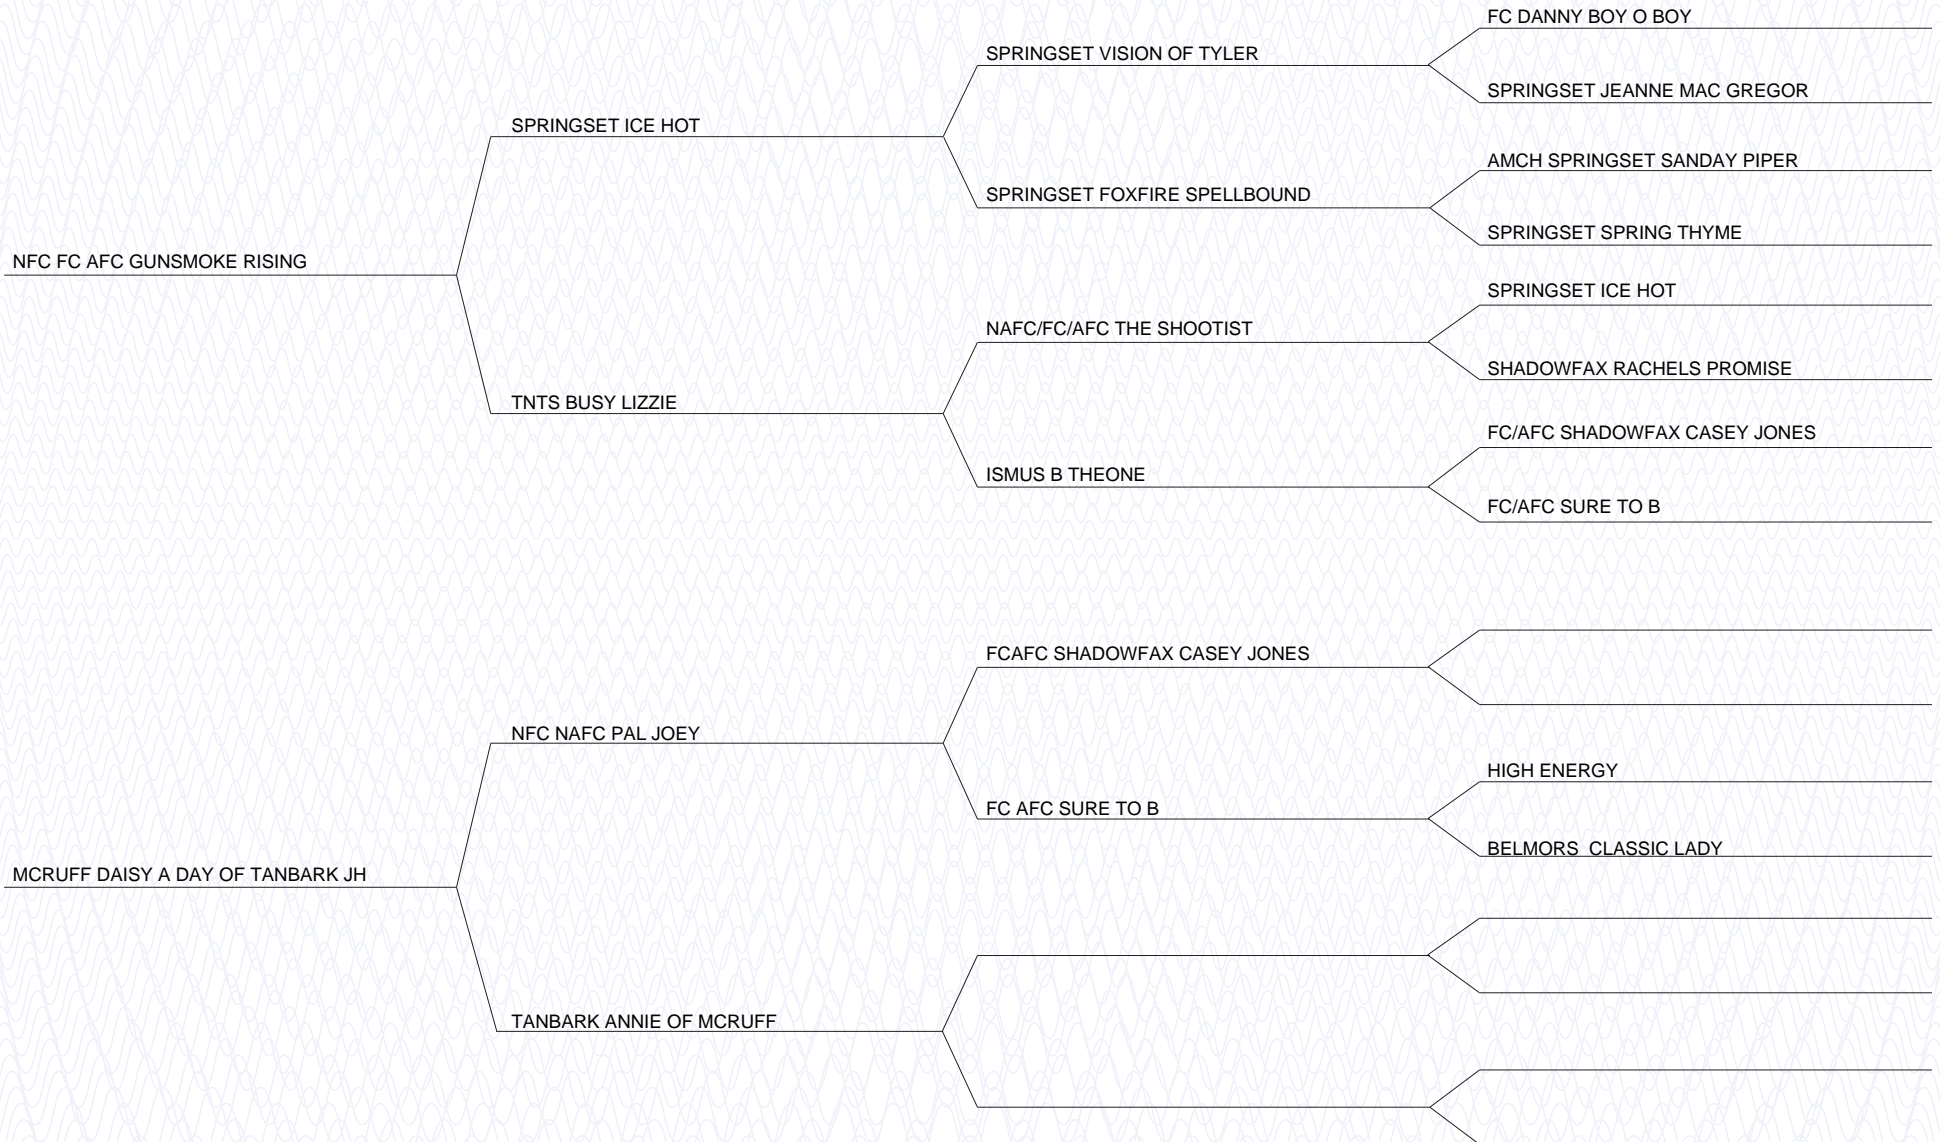 FC DANNY BOY O BOY
SPRINGSET VISION OF TYLER
SPRINGSET JEANNE MAC GREGOR
SPRINGSET ICE HOT
AMCH SPRINGSET SANDAY PIPER
SPRINGSET FOXFIRE SPELLBOUND
SPRINGSET SPRING THYME
NFC FC AFC GUNSMOKE RISING
SPRINGSET ICE HOT
NAFC/FC/AFC THE SHOOTIST
SHADOWFAX RACHELS PROMISE
TNTS BUSY LIZZIE
FC/AFC SHADOWFAX CASEY JONES
ISMUS B THEONE
FC/AFC SURE TO B
FCAFC SHADOWFAX CASEY JONES
NFC NAFC PAL JOEY
HIGH ENERGY
FC AFC SURE TO B
BELMORS  CLASSIC LADY
MCRUFF DAISY A DAY OF TANBARK JH
TANBARK ANNIE OF MCRUFF